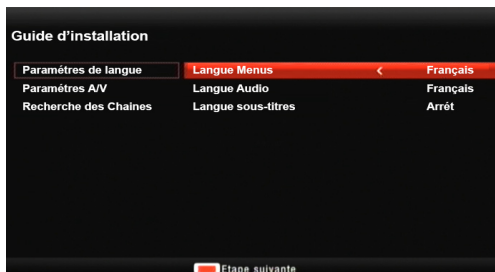 Guide d'installation
Paramétres de langue Langue Menus < Français
Paramétres A/V Langue Audio Français
Recherche des Chaines Langue sous-titres Arrét
Etape suivante